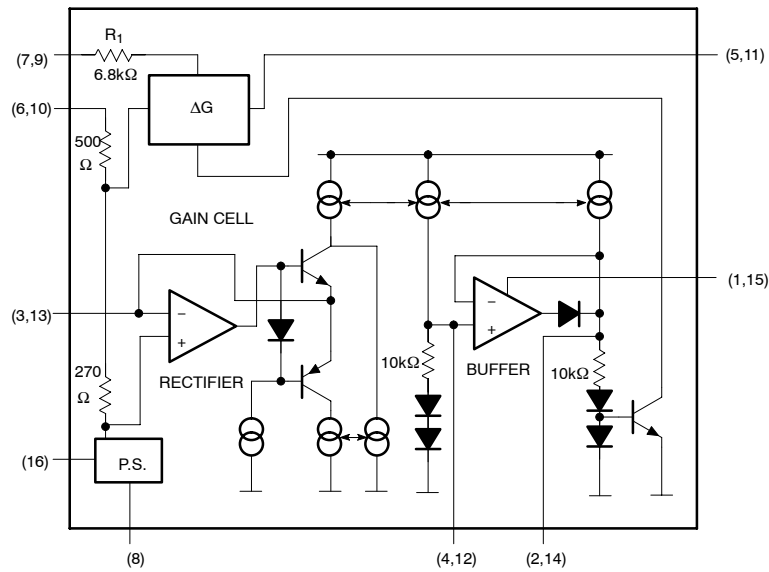 R1
(7,9)
6.8kΩ
(5,11)
(6,10)
ΔG
500
Ω
GAIN CELL
(1,15)
(3,13)
−
+
−
+
270
Ω
RECTIFIER
10kΩ
BUFFER
10kΩ
(16)
P.S.
(8)
(4,12)
(2,14)